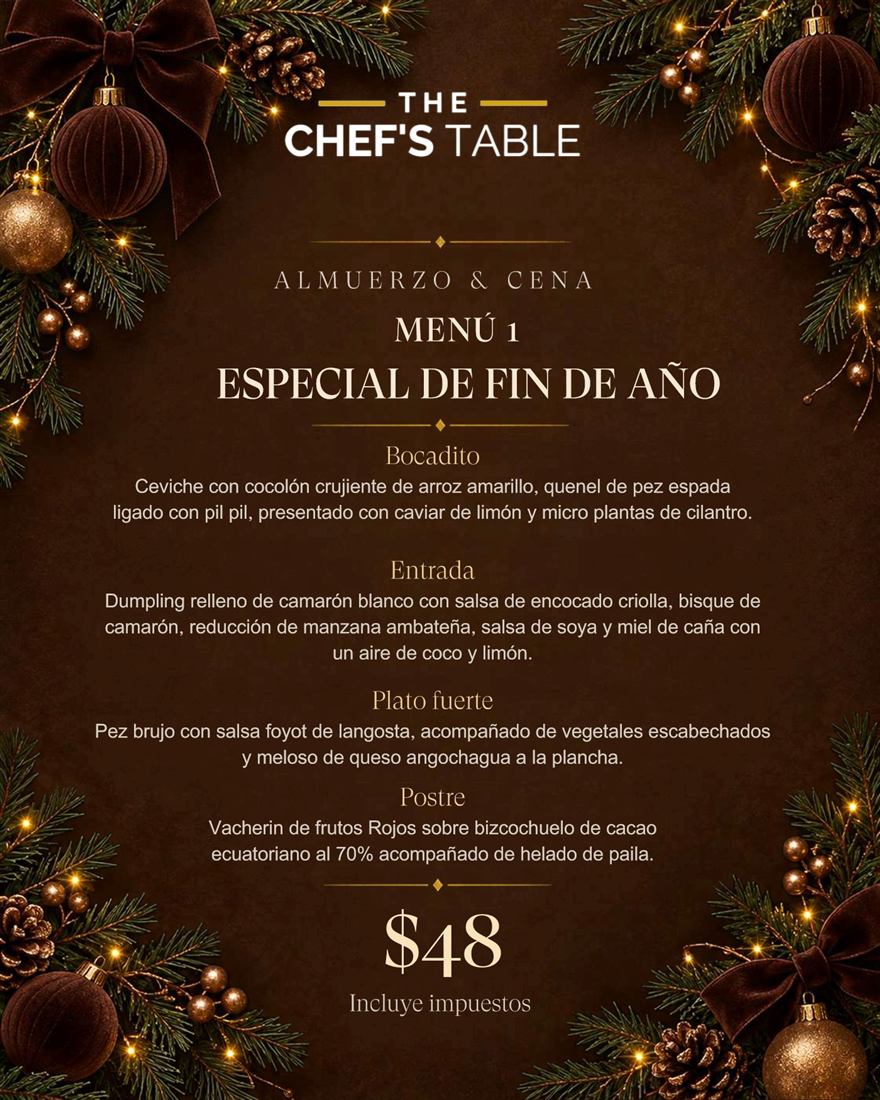 THE
CHEF'S TABLE
ALMUERZO & CENA
MENÚ 1
ESPECIAL DE FIN DE AÑO
Bocadito
Ceviche con cocolón crujiente de arroz amarillo, quenel de pez espada
ligado con pil pil, presentado con caviar de limón y micro plantas de cilantro.
Entrada
Dumpling relleno de camarón blanco con salsa de encocado criolla, bisque de
camarón, reducción de manzana ambateña, salsa de soya y miel de caña con
un aire de coco y limón.
Plato fuerte
Pez brujo con salsa foyot de langosta, acompañado de vegetales escabechados
y meloso de queso angochagua a la plancha.
Postre
Vacherin de frutos Rojos sobre bizcochuelo de cacao
ecuatoriano al 70% acompañado de helado de paila.
$48
Incluye impuestos